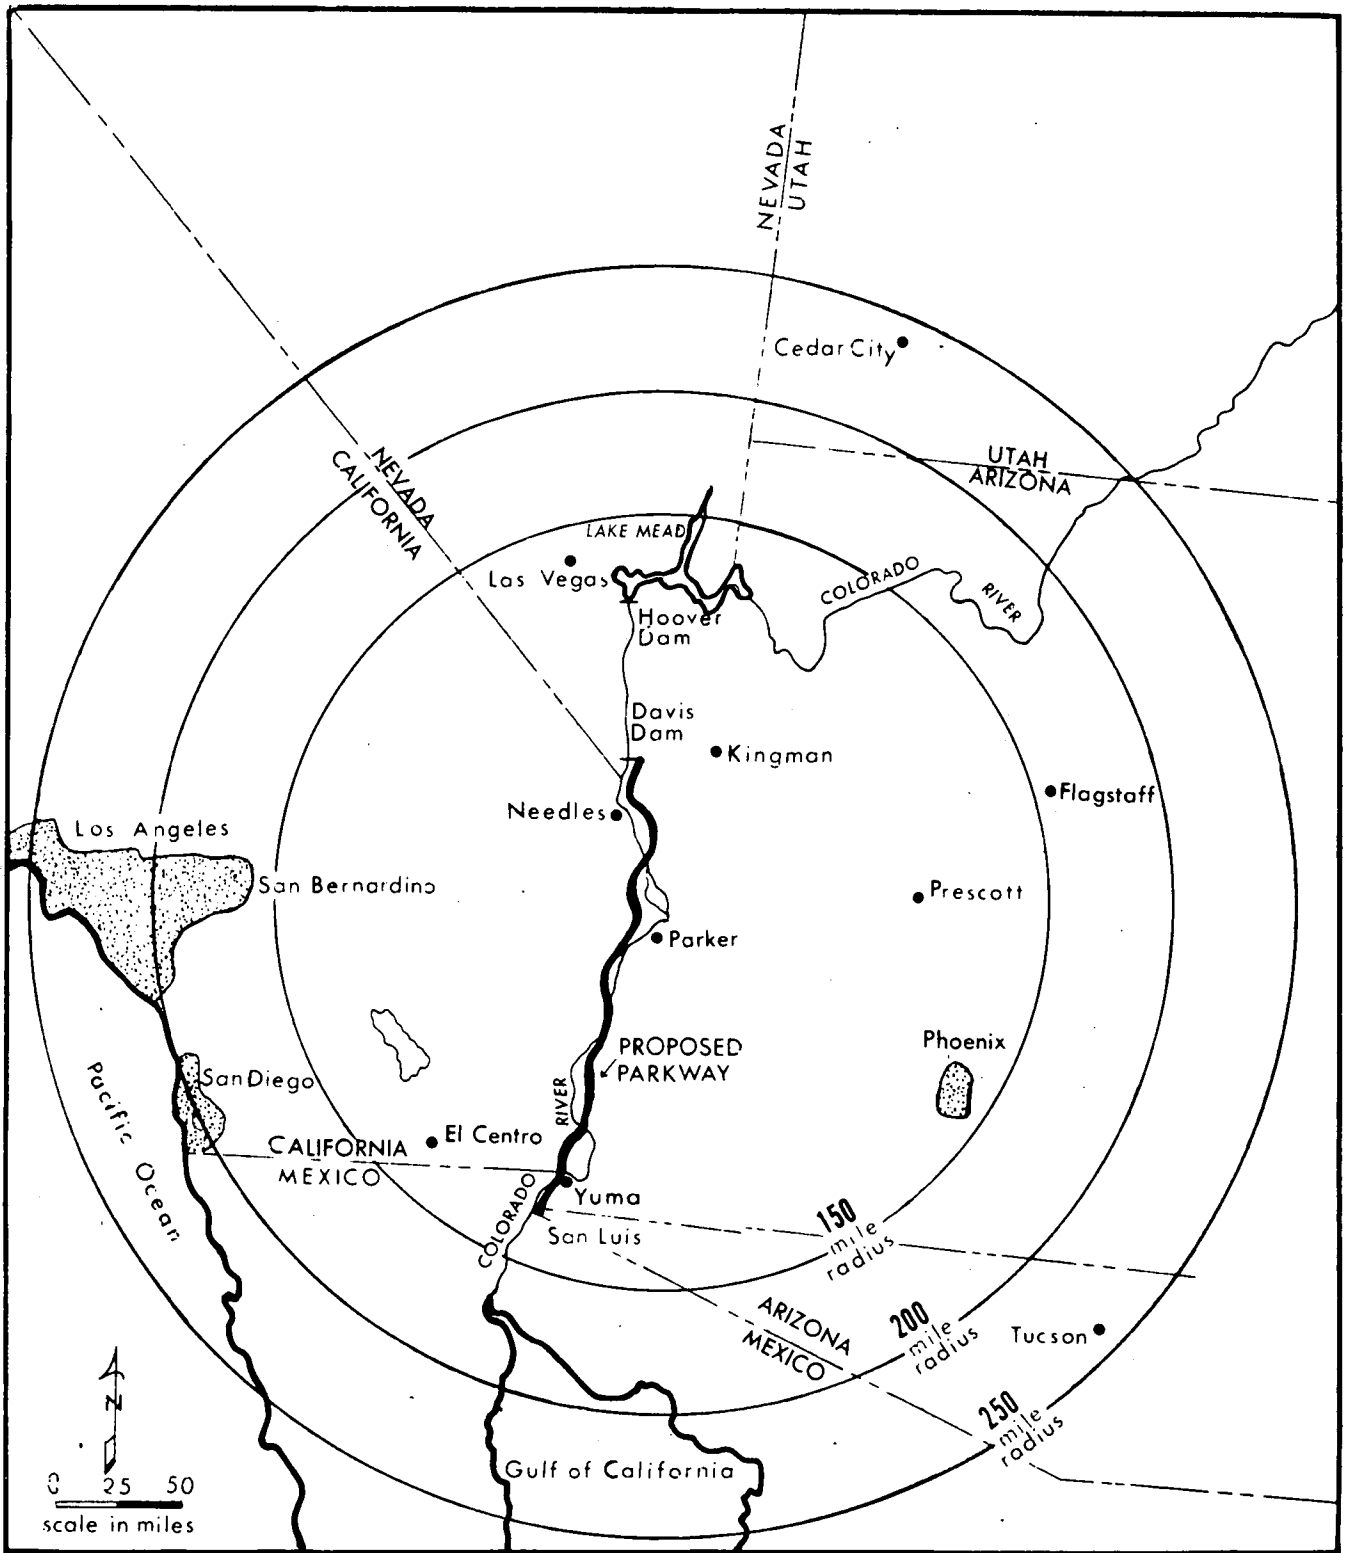 NEVADA
UTAH
Cedar City
NEVADA
CALIFORNIA
UTAH
ARIZONA
LAKE MEAD
Las Vegas
COLORADO
RIVER
Hoover
Dam
Davis
Dam
Kingman
Needles
Flagstaff
Los Angeles
San Bernardino
Prescott
Parker
Phoenix
PROPOSED
PARKWAY
San Diego
Pacific Ocean
RIVER
El Centro
CALIFORNIA
MEXICO
Yuma
COLORADO
San Luis
150
mile
radius
ARIZONA
MEXICO
200
mile
radius
Tucson
250
mile
radius
N
Gulf of California
0 25 50
scale in miles